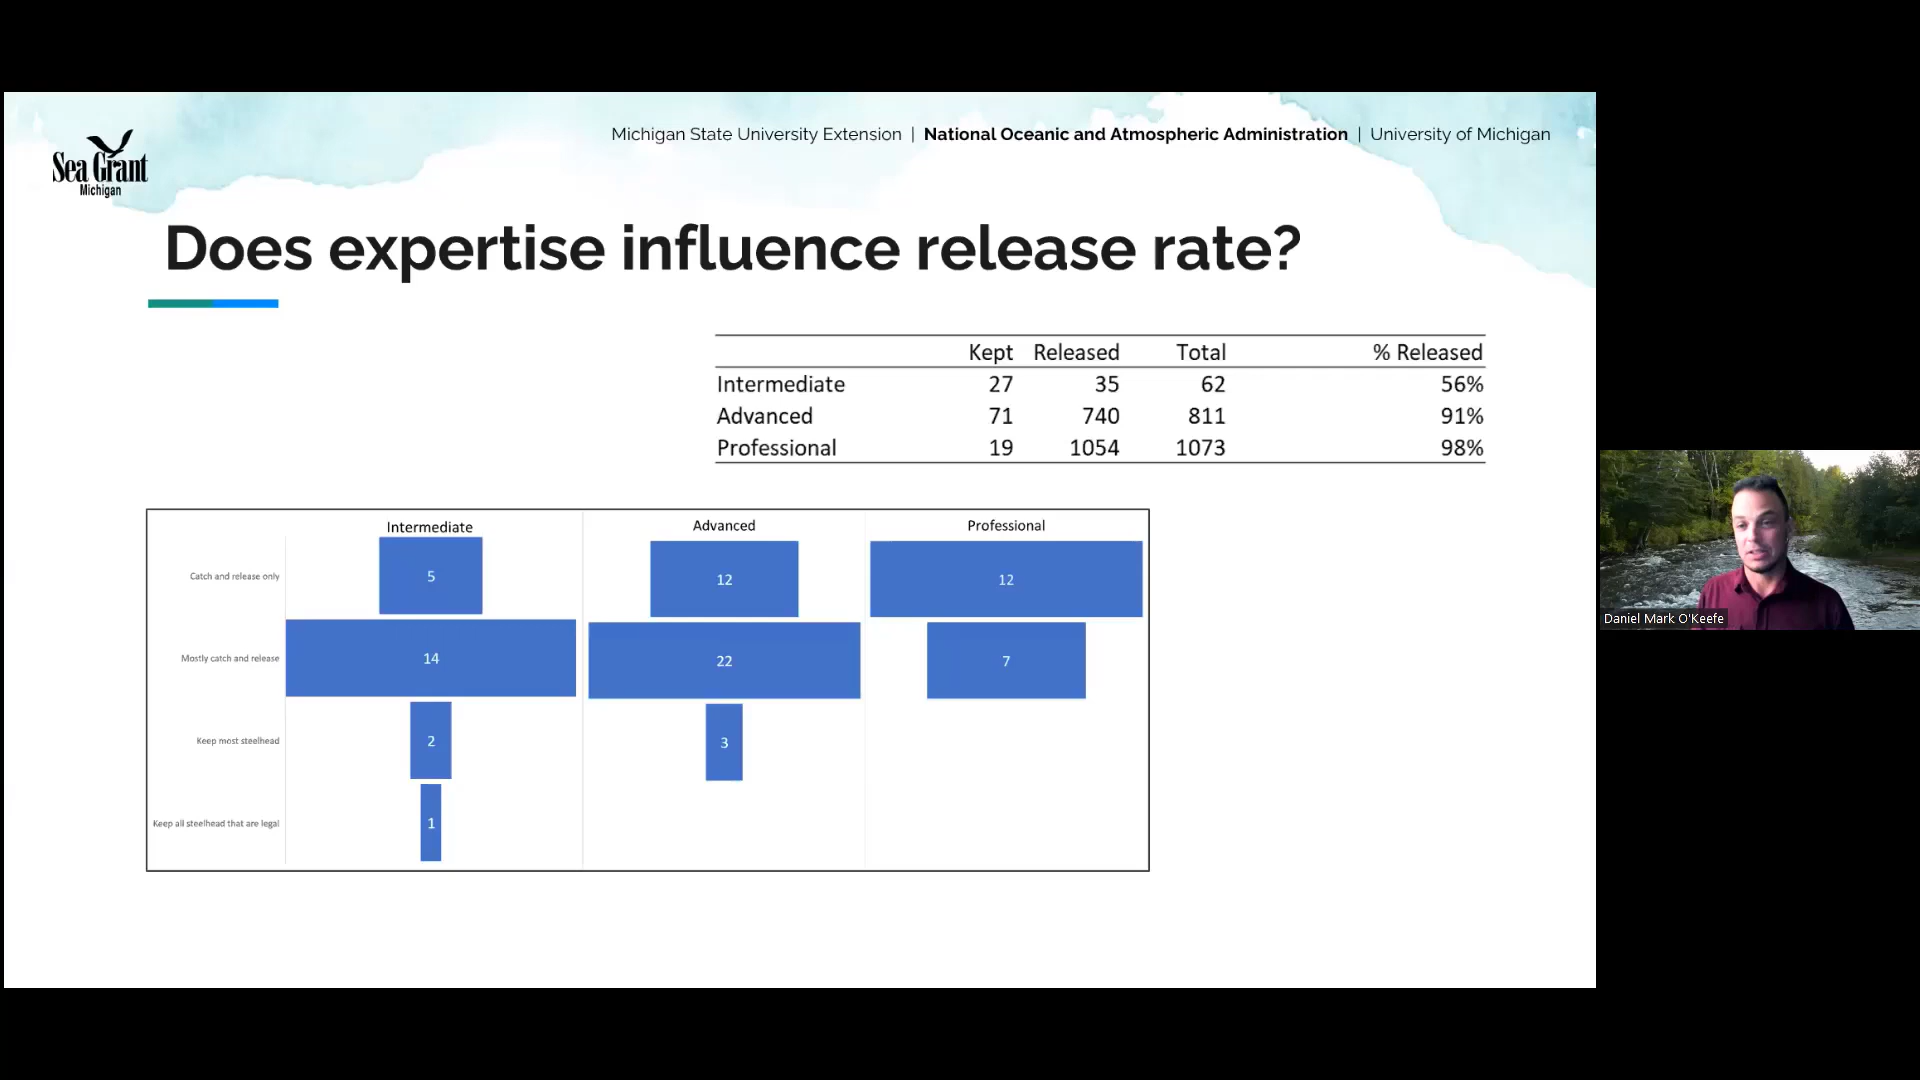 Sea Grant
Michigan
Michigan State University Extension | National Oceanic and Atmospheric Administration | University of Michigan
Does expertise influence release rate?
Kept Released Total % Released
Intermediate 27 35 62 56%
Advanced 71 740 811 91%
Professional 19 1054 1073 98%
Intermediate Advanced Professional
Catch and release only 5 12 12
Mostly catch and release 14 22 7
Keep most steelhead 2 3
Keep all steelhead that are legal 1
Daniel Mark O'Keefe